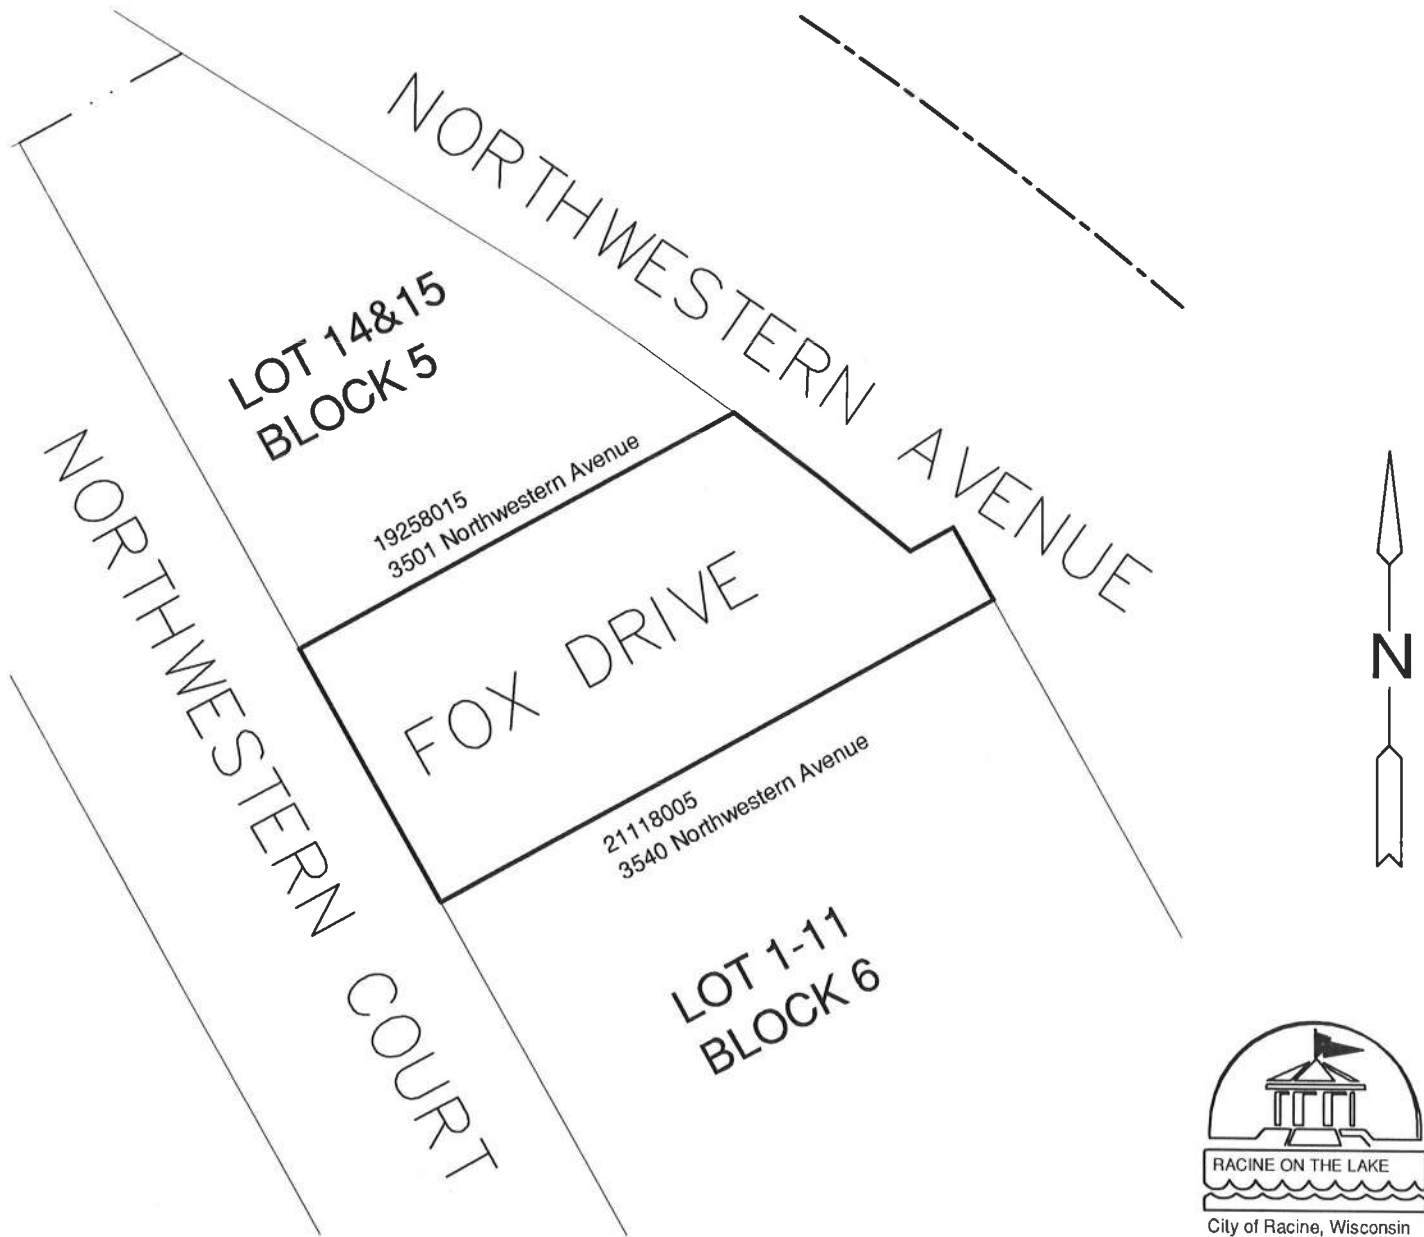 NORTHWESTERN AVENUE
LOT 14&15
BLOCK 5
19258015
3501 Northwestern Avenue
NORTHWESTERN COURT
FOX DRIVE
N
21118005
3540 Northwestern Avenue
LOT 1-11
BLOCK 6
RACINE ON THE LAKE
City of Racine, Wisconsin